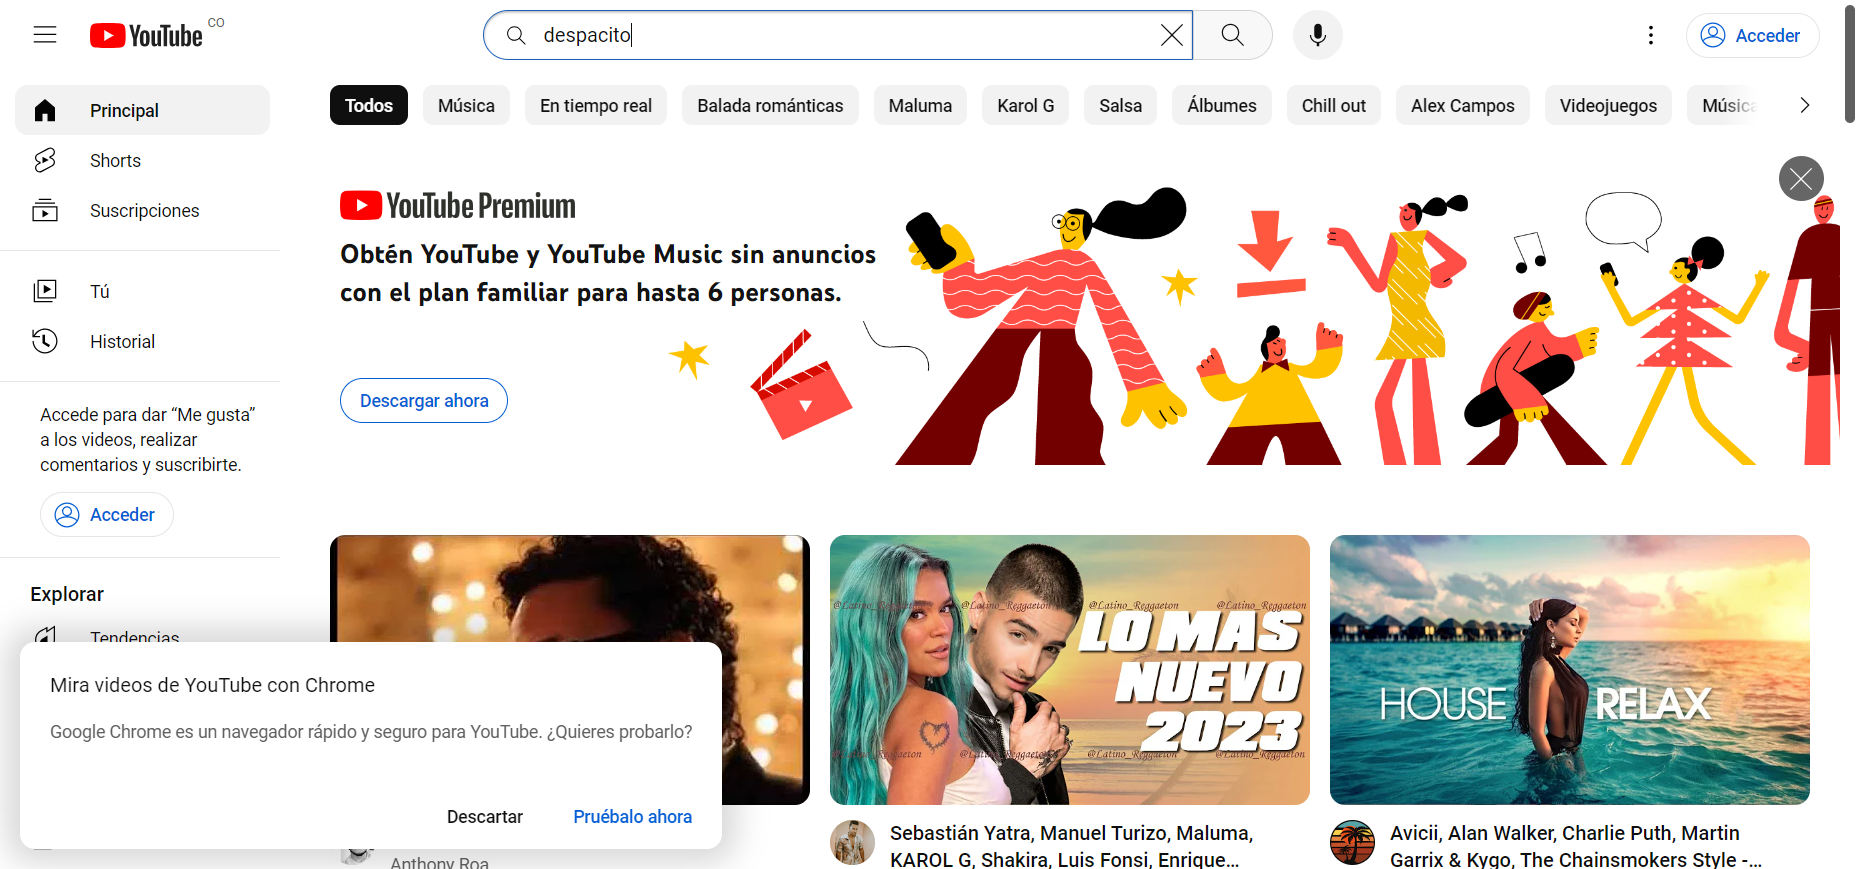 YouTube CO
despacito
Acceder
Principal
Shorts
Suscripciones
Tú
Historial
Accede para dar “Me gusta”
a los videos, realizar
comentarios y suscribirte.
Acceder
Explorar
Tendencias
Todos
Música
En tiempo real
Balada románticas
Maluma
Karol G
Salsa
Álbumes
Chill out
Alex Campos
Videojuegos
YouTube Premium
Obtén YouTube y YouTube Music sin anuncios
con el plan familiar para hasta 6 personas.
Descargar ahora
@Latino_Reggaeton @Latino_Reggaeton @Latino_Reggaeton @Latino_Reggaeton
LO MAS
NUEVO
2023
@Latino_Reggaeton
HOUSE RELAX
Mira videos de YouTube con Chrome
Google Chrome es un navegador rápido y seguro para YouTube. ¿Quieres probarlo?
Descartar
Pruébalo ahora
Anthony Roa
Sebastián Yatra, Manuel Turizo, Maluma,
KAROL G, Shakira, Luis Fonsi, Enrique...
Avicii, Alan Walker, Charlie Puth, Martin
Garrix & Kygo, The Chainsmokers Style -...